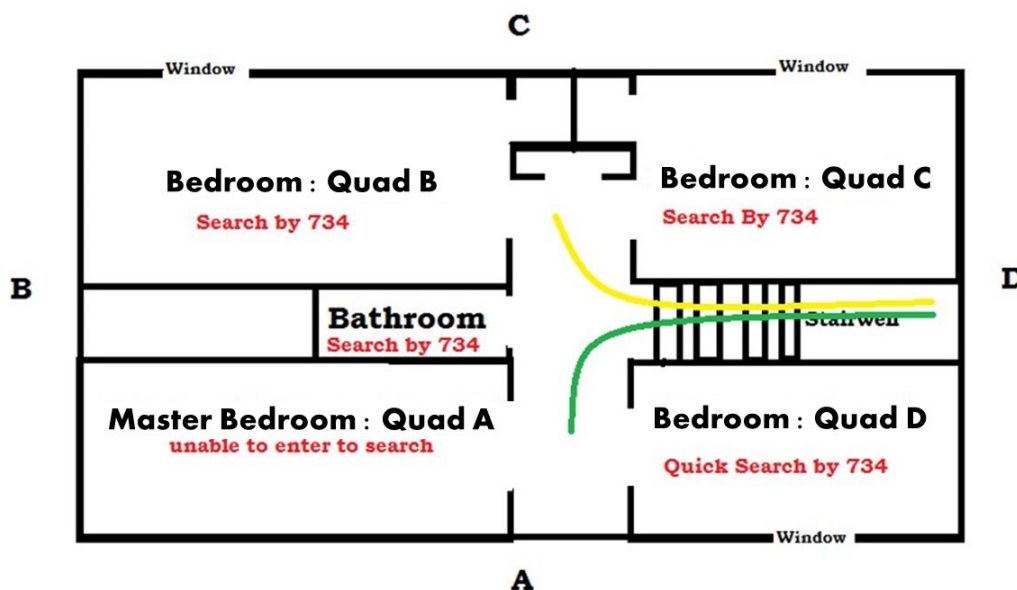 C
Window
Window
Bedroom : Quad B
Search by 734
Bedroom : Quad C
Search By 734
B
D
Bathroom
Search by 734
Stairwell
Master Bedroom : Quad A
unable to enter to search
Bedroom : Quad D
Quick Search by 734
Window
A